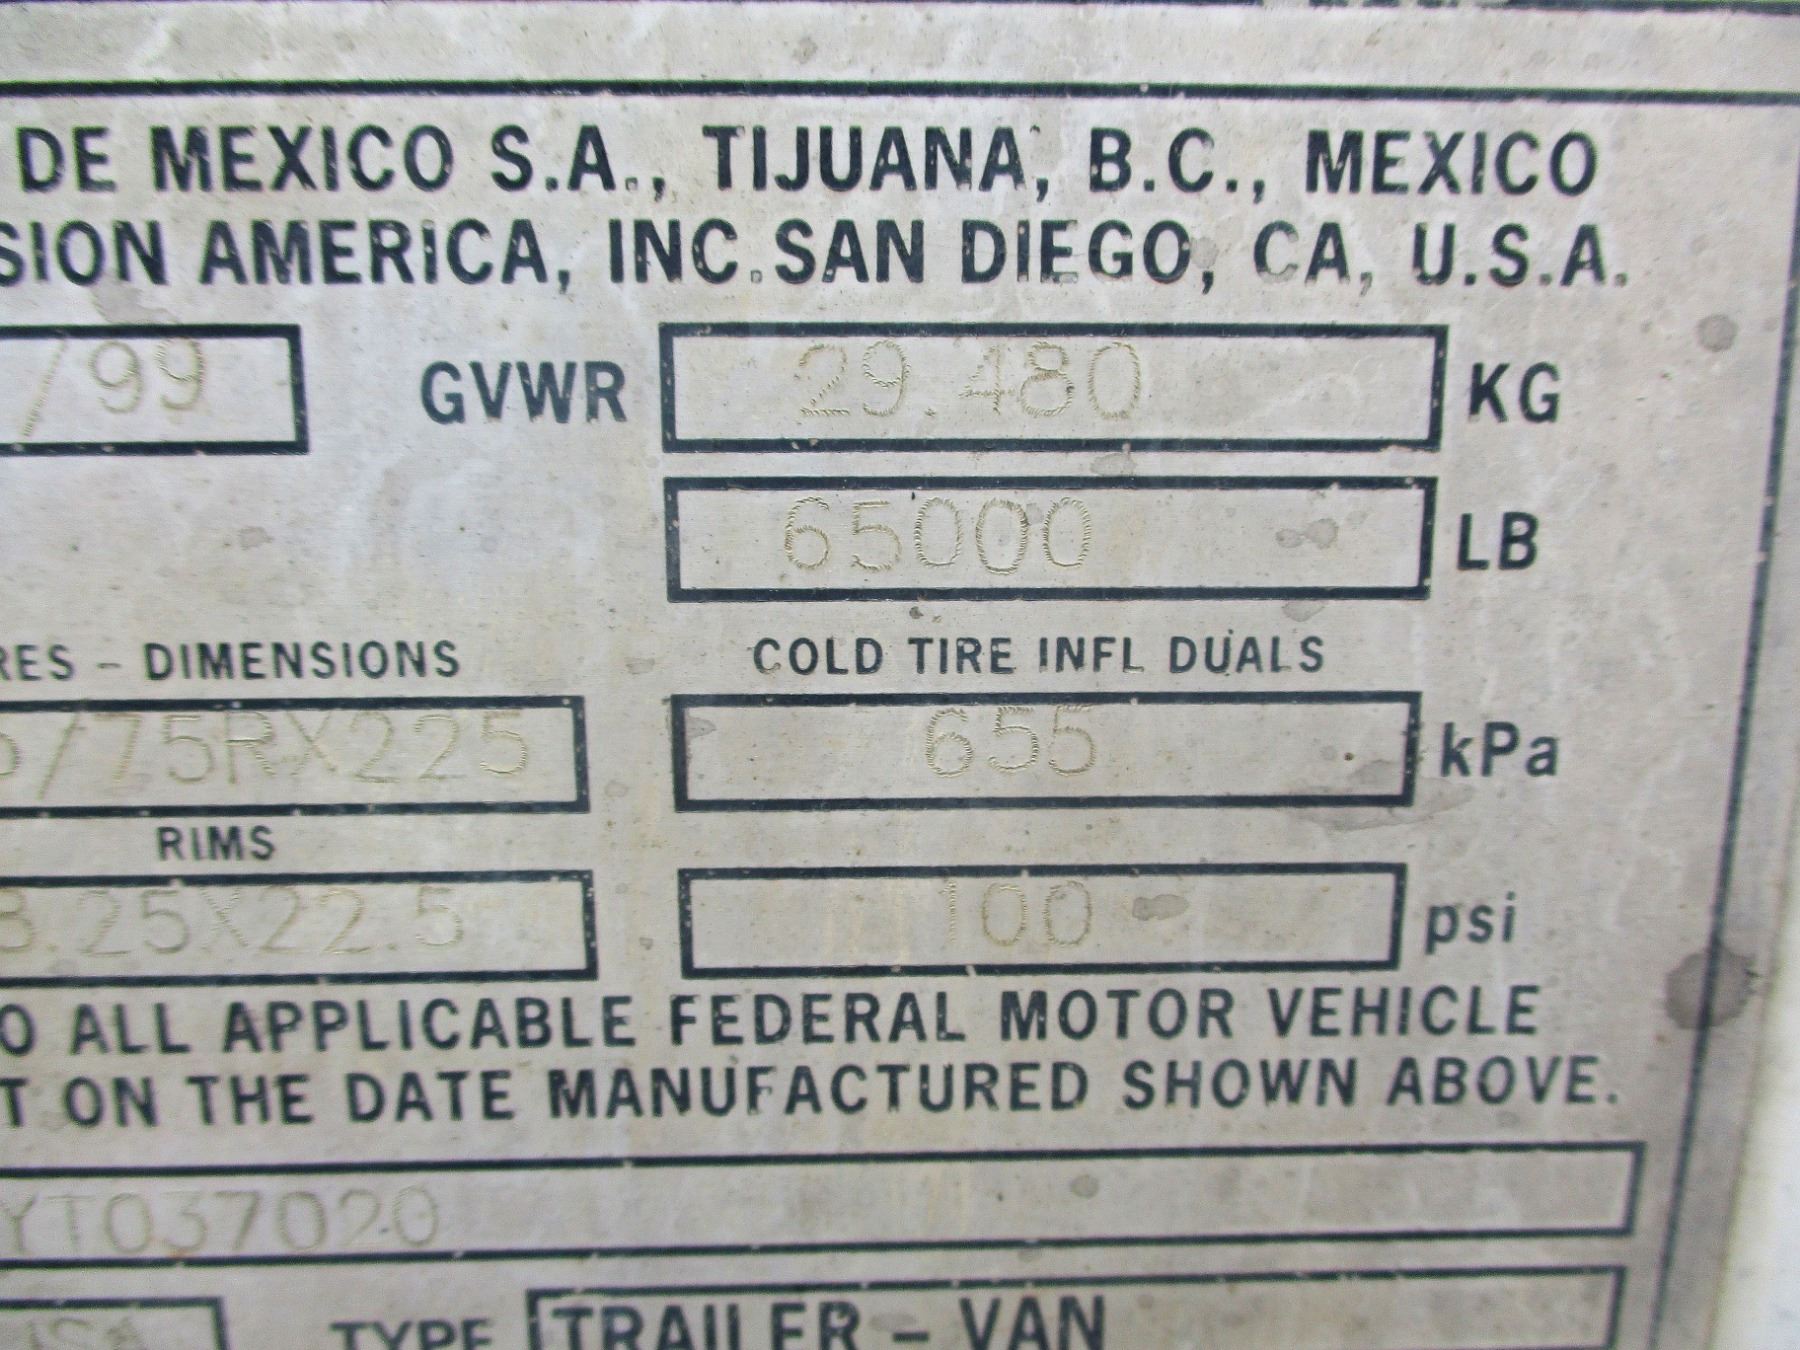 DE MEXICO S.A., TIJUANA, B.C., MEXICO
SION AMERICA, INC. SAN DIEGO, CA, U.S.A.
/99 GVWR 29.480 KG
65000 LB
RES - DIMENSIONS COLD TIRE INFL DUALS
5/75RX225 655 kPa
RIMS
8.25X22.5 100 psi
O ALL APPLICABLE FEDERAL MOTOR VEHICLE
T ON THE DATE MANUFACTURED SHOWN ABOVE.
YT037020
TYPE TRAILER - VAN